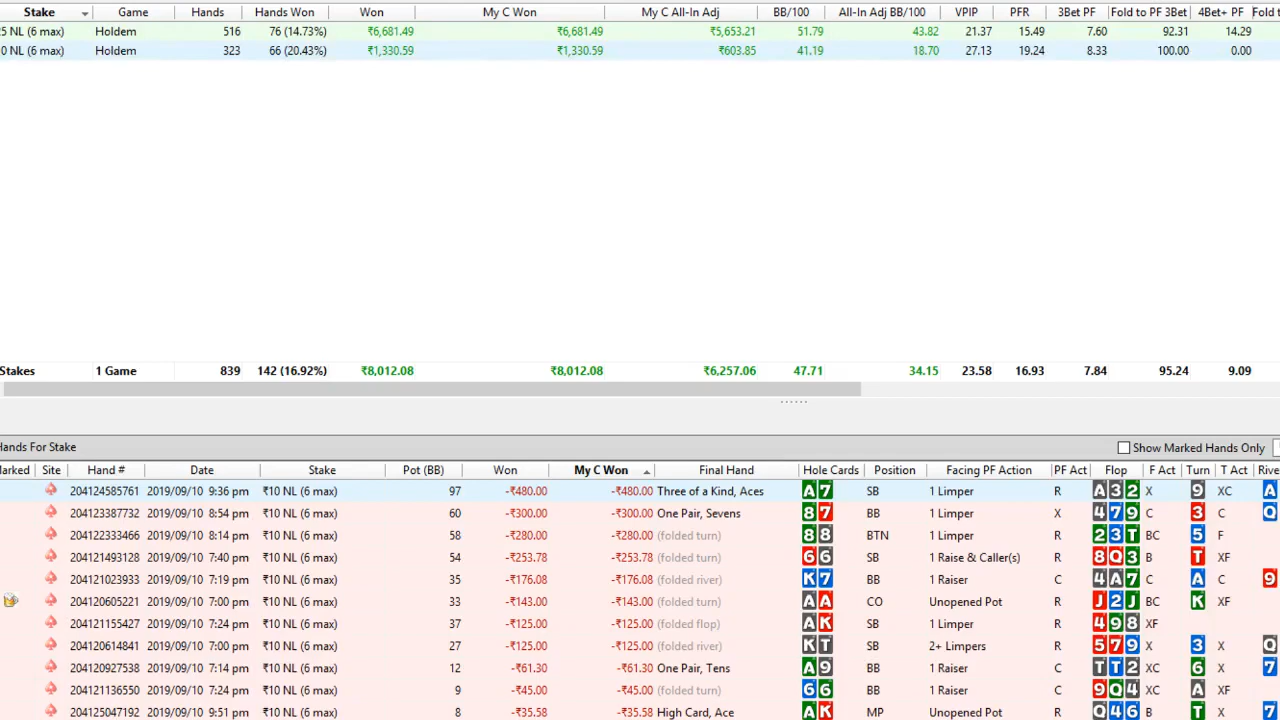 Stake Game Hands Hands Won Won My C Won My C All-In Adj BB/100 All-In Adj BB/100 VPIP PFR 3Bet PF Fold to PF 3Bet 4Bet+ PF Fold t
5 NL (6 max) Holdem 516 76 (14.73%) ₹6,681.49 ₹6,681.49 ₹5,653.21 51.79 43.82 21.37 15.49 7.60 92.31 14.29
0 NL (6 max) Holdem 323 66 (20.43%) ₹1,330.59 ₹1,330.59 ₹603.85 41.19 18.70 27.13 19.24 8.33 100.00 0.00
Stakes 1 Game 839 142 (16.92%) ₹8,012.08 ₹8,012.08 ₹6,257.06 47.71 34.15 23.58 16.93 7.84 95.24 9.09
Hands For Stake Show Marked Hands Only
Marked Site Hand # Date Stake Pot (BB) Won My C Won Final Hand Hole Cards Position Facing PF Action PF Act Flop F Act Turn T Act Rive
204124585761 2019/09/10 9:36 pm ₹10 NL (6 max) 97 -₹480.00 -₹480.00 Three of a Kind, Aces A 7 SB 1 Limper R A 3 2 X 9 XC A
204123387732 2019/09/10 8:54 pm ₹10 NL (6 max) 60 -₹300.00 -₹300.00 One Pair, Sevens 8 7 BB 1 Limper X 4 7 9 C 3 C Q
204122333466 2019/09/10 8:14 pm ₹10 NL (6 max) 58 -₹280.00 -₹280.00 (folded turn) 8 8 BTN 1 Limper R 2 3 T BC 5 F
204121493728 2019/09/10 7:40 pm ₹10 NL (6 max) 54 -₹253.78 -₹253.78 (folded turn) 6 6 SB 1 Raise & Caller(s) C 8 Q 3 B T XF
204121023923 2019/09/10 7:19 pm ₹10 NL (6 max) 35 -₹176.08 -₹176.08 (folded river) K 7 BB 1 Raiser C 4 A 7 C A C 9
204120605221 2019/09/10 7:00 pm ₹10 NL (6 max) 33 -₹143.00 -₹143.00 (folded turn) A A CO Unopened Pot R J 2 J BC K XF
204121155427 2019/09/10 7:24 pm ₹10 NL (6 max) 37 -₹125.00 -₹125.00 (folded flop) A K SB 1 Limper R 4 9 8 XF
204120614841 2019/09/10 7:00 pm ₹10 NL (6 max) 27 -₹125.00 -₹125.00 (folded river) K T SB 2+ Limpers R 5 7 9 X 3 X Q
204120927538 2019/09/10 7:14 pm ₹10 NL (6 max) 12 -₹61.30 -₹61.30 One Pair, Tens A 9 BB 1 Raiser C T T 2 XC 6 X 7
204121136550 2019/09/10 7:24 pm ₹10 NL (6 max) 9 -₹45.00 -₹45.00 (folded turn) 6 6 BB 1 Raiser C 9 Q 4 XC A XF
204125047192 2019/09/10 9:51 pm ₹10 NL (6 max) 8 -₹35.58 -₹35.58 High Card, Ace A K MP 1 Limper R Q 4 6 B T X 7